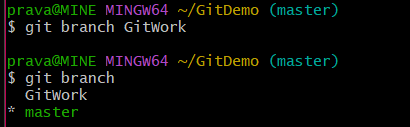 prava@MINE MINGW64 ~/GitDemo (master)
$ git branch GitWork
prava@MINE MINGW64 ~/GitDemo (master)
$ git branch
  GitWork
* master